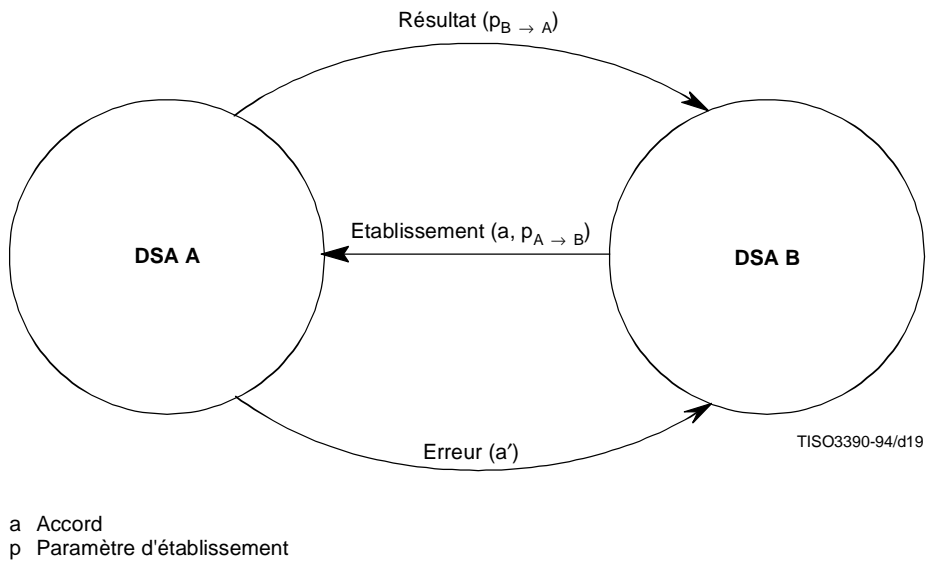 Résultat (pB → A)
Etablissement (a, pA → B)
DSA A
DSA B
Erreur (a′)
TISO3390-94/d19
a Accord
p Paramètre d'établissement